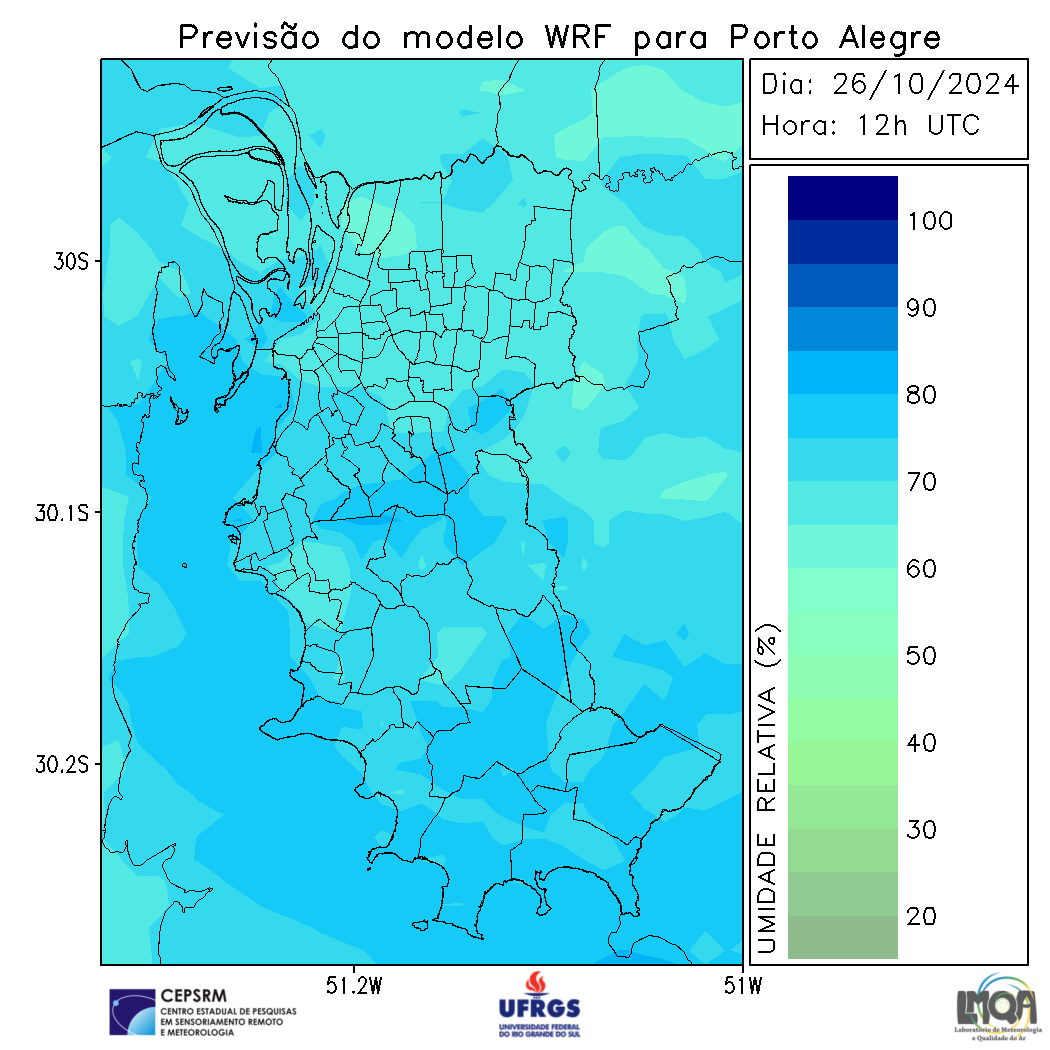 Previsão do modelo WRF para Porto Alegre
Dia: 26/10/2024
Hora: 12h UTC
30S
30.1S
30.2S
51.2W
51W
UMIDADE RELATIVA (%)
100
90
80
70
60
50
40
30
20
CEPSRM
CENTRO ESTADUAL DE PESQUISAS
EM SENSORIAMENTO REMOTO
E METEOROLOGIA
UFRGS
UNIVERSIDADE FEDERAL
DO RIO GRANDE DO SUL
LMQA
Laboratório de Meteorologia
e Qualidade do Ar